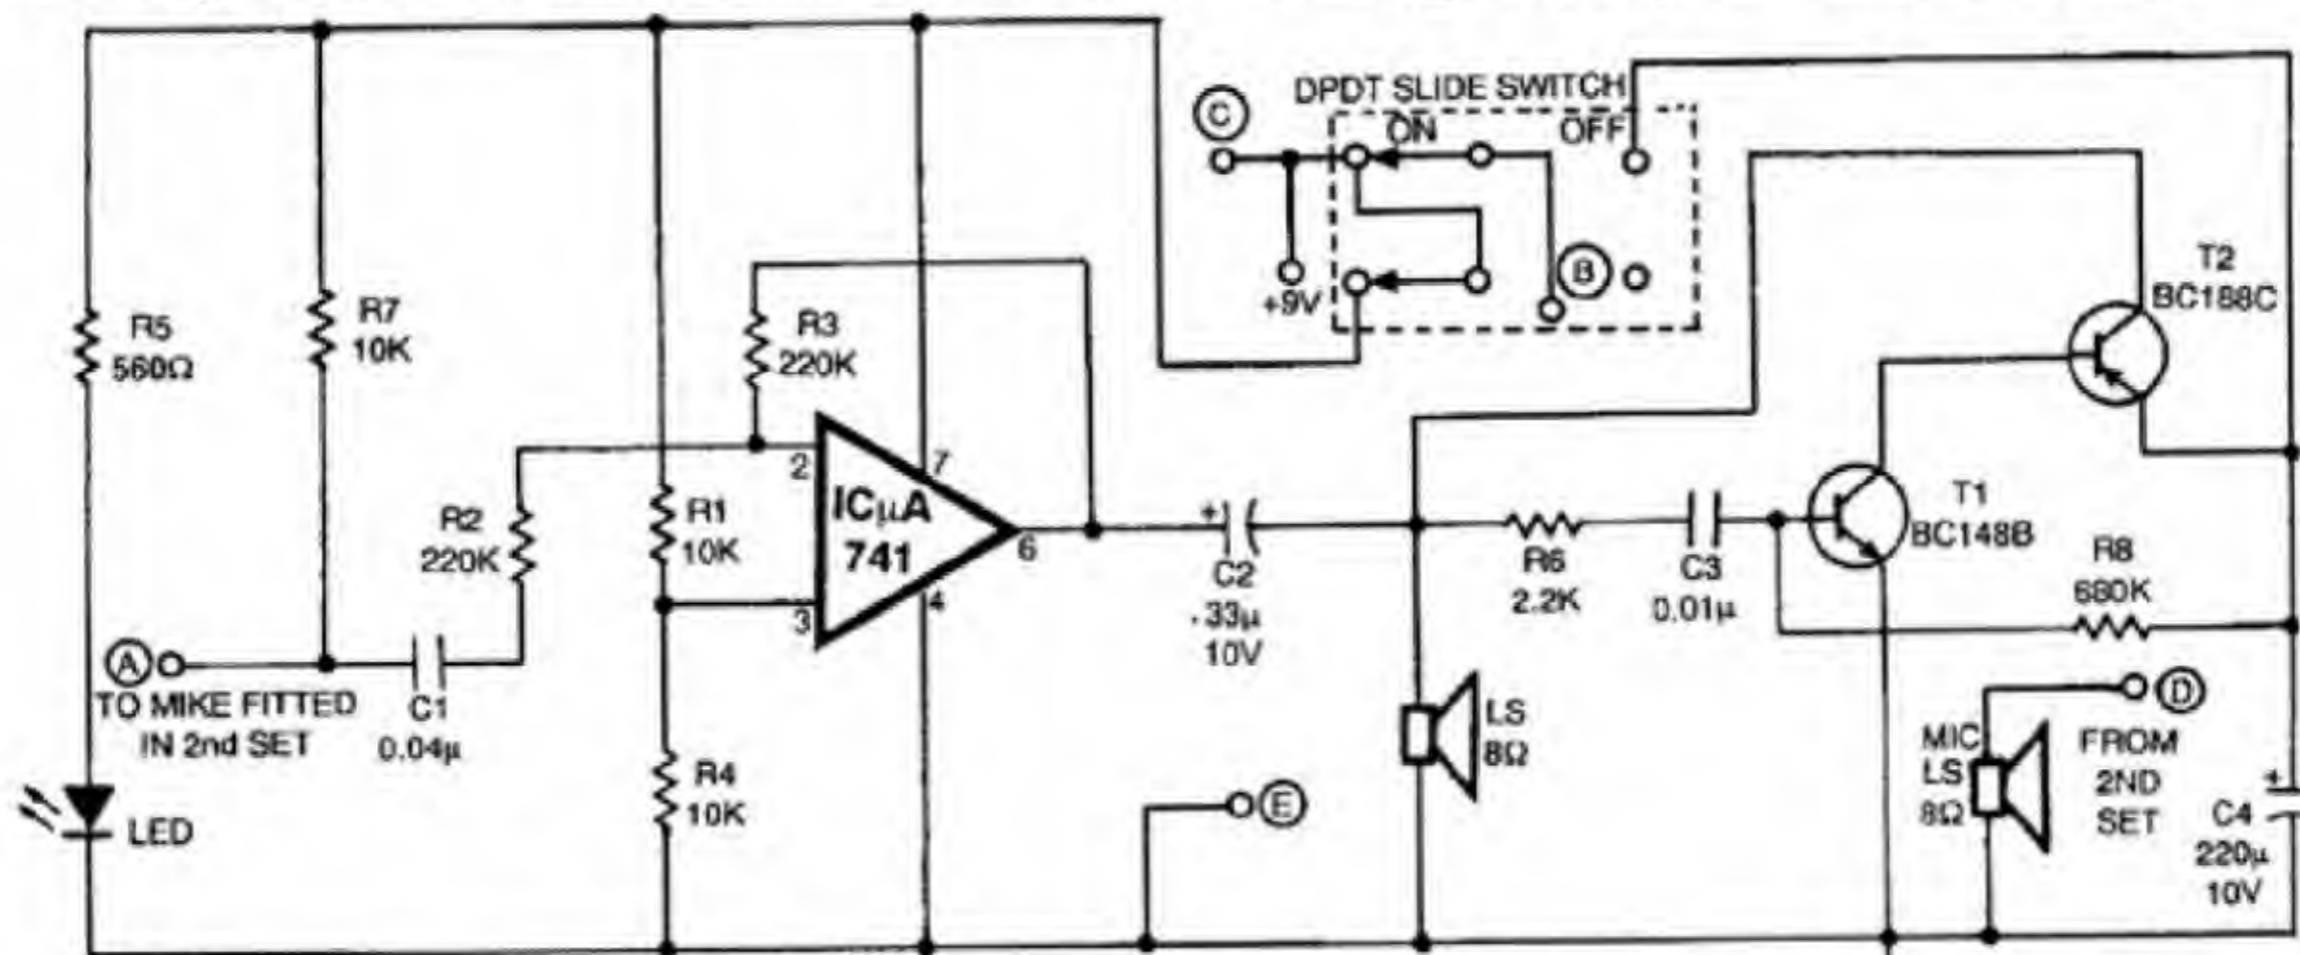 DPDT SLIDE SWITCH
C
ON
OFF
+9V
B
T2
BC188C
R5
560Ω
R7
10K
R3
220K
2
7
ICµA
741
6
3
4
R2
220K
R1
10K
R4
10K
A
TO MIKE FITTED
IN 2nd SET
C1
0.04µ
LED
+
C2
.33µ
10V
R6
2.2K
C3
0.01µ
T1
BC148B
R8
680K
LS
8Ω
E
MIC
LS
8Ω
D
FROM
2ND
SET
+
C4
220µ
10V